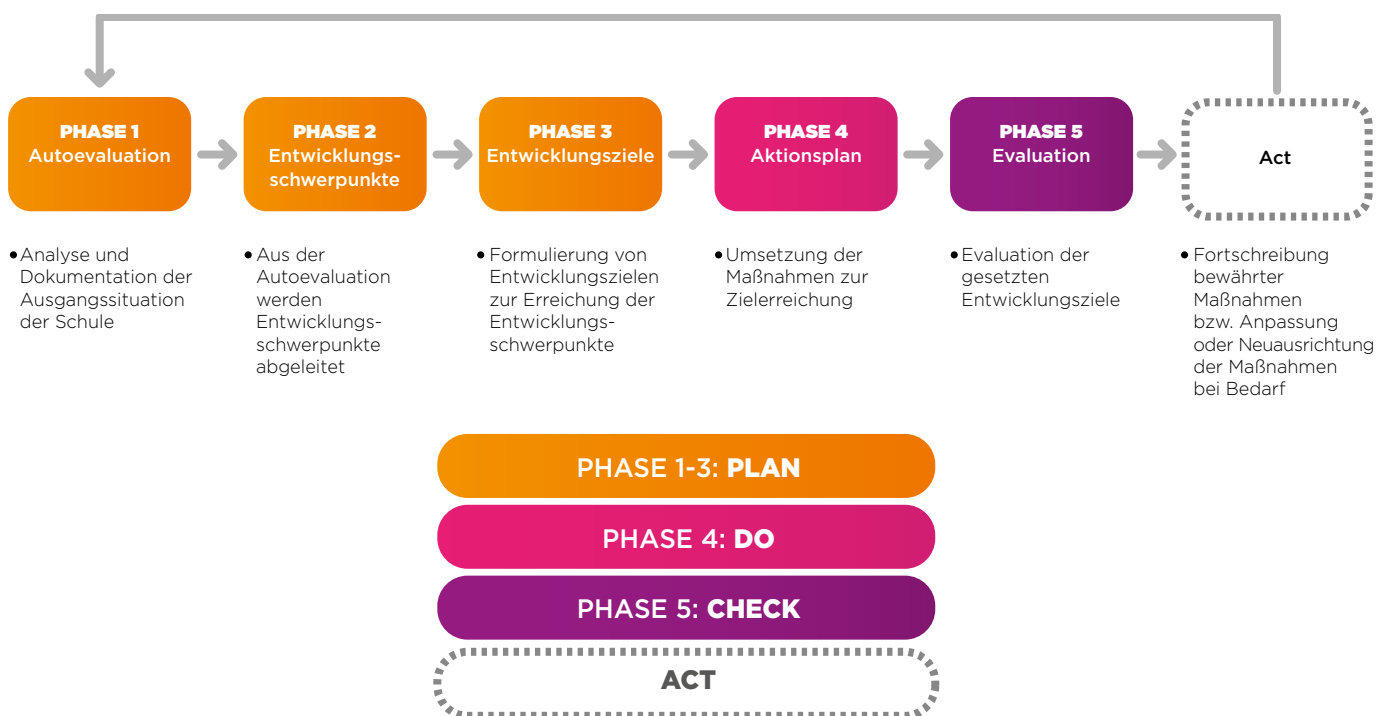 PHASE 1
Autoevaluation
PHASE 2
Entwicklungs-
schwerpunkte
PHASE 3
Entwicklungsziele
PHASE 4
Aktionsplan
PHASE 5
Evaluation
Act
•Analyse und
Dokumentation der
Ausgangssituation
der Schule
•Aus der
Autoevaluation
werden
Entwicklungs-
schwerpunkte
abgeleitet
•Formulierung von
Entwicklungszielen
zur Erreichung der
Entwicklungs-
schwerpunkte
•Umsetzung der
Maßnahmen zur
Zielerreichung
•Evaluation der
gesetzten
Entwicklungsziele
•Fortschreibung
bewährter
Maßnahmen
bzw. Anpassung
oder Neuausrichtung
der Maßnahmen
bei Bedarf
PHASE 1-3: PLAN
PHASE 4: DO
PHASE 5: CHECK
ACT